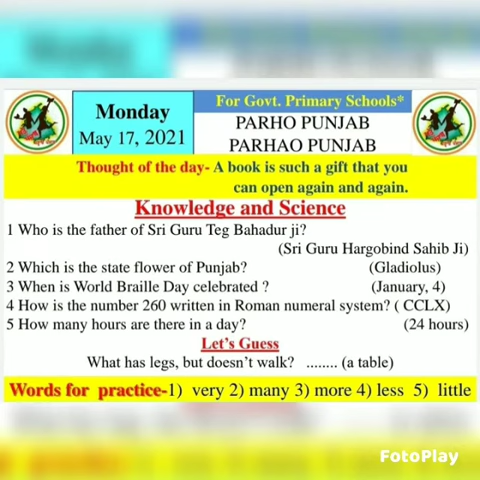 Monday
May 17, 2021
For Govt. Primary Schools*
PARHO PUNJAB
PARHAO PUNJAB
Thought of the day- A book is such a gift that you
can open again and again.
Knowledge and Science
1 Who is the father of Sri Guru Teg Bahadur ji?
(Sri Guru Hargobind Sahib Ji)
2 Which is the state flower of Punjab? (Gladiolus)
3 When is World Braille Day celebrated ? (January, 4)
4 How is the number 260 written in Roman numeral system? ( CCLX)
5 How many hours are there in a day? (24 hours)
Let's Guess
What has legs, but doesn't walk? ........ (a table)
Words for practice-1) very 2) many 3) more 4) less 5) little
FotoPlay